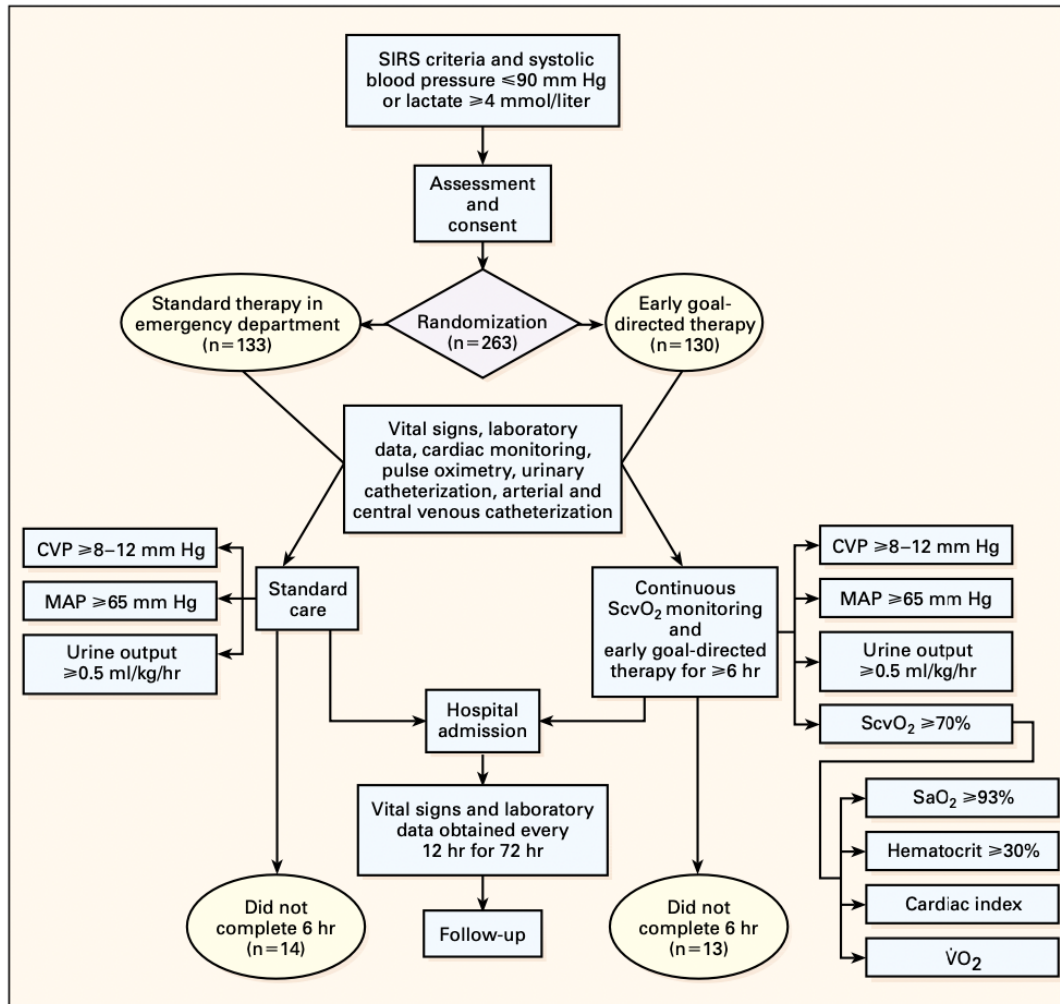 SIRS criteria and systolic
blood pressure ≤90 mm Hg
or lactate ≥4 mmol/liter
Assessment
and
consent
Standard therapy in
emergency department
(n=133)
Randomization
(n=263)
Early goal-
directed therapy
(n=130)
Vital signs, laboratory
data, cardiac monitoring,
pulse oximetry, urinary
catheterization, arterial and
central venous catheterization
CVP ≥8–12 mm Hg
MAP ≥65 mm Hg
Urine output
≥0.5 ml/kg/hr
Standard
care
Continuous
ScvO₂ monitoring
and
early goal-directed
therapy for ≥6 hr
CVP ≥8–12 mm Hg
MAP ≥65 mm Hg
Urine output
≥0.5 ml/kg/hr
ScvO₂ ≥70%
SaO₂ ≥93%
Hematocrit ≥30%
Cardiac index
V̇O₂
Hospital
admission
Vital signs and laboratory
data obtained every
12 hr for 72 hr
Follow-up
Did not
complete 6 hr
(n=14)
Did not
complete 6 hr
(n=13)